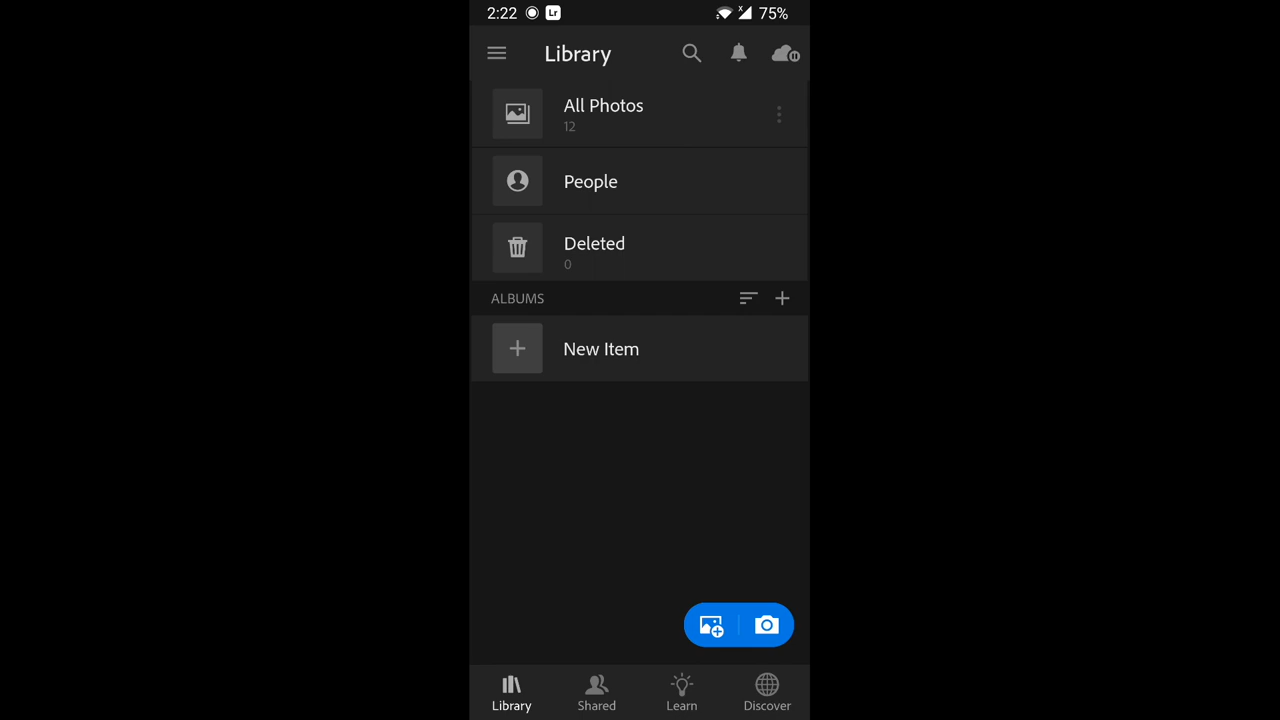 2:22 Lr 75%
Library
All Photos
12
People
Deleted
0
ALBUMS
New Item
Library Shared Learn Discover